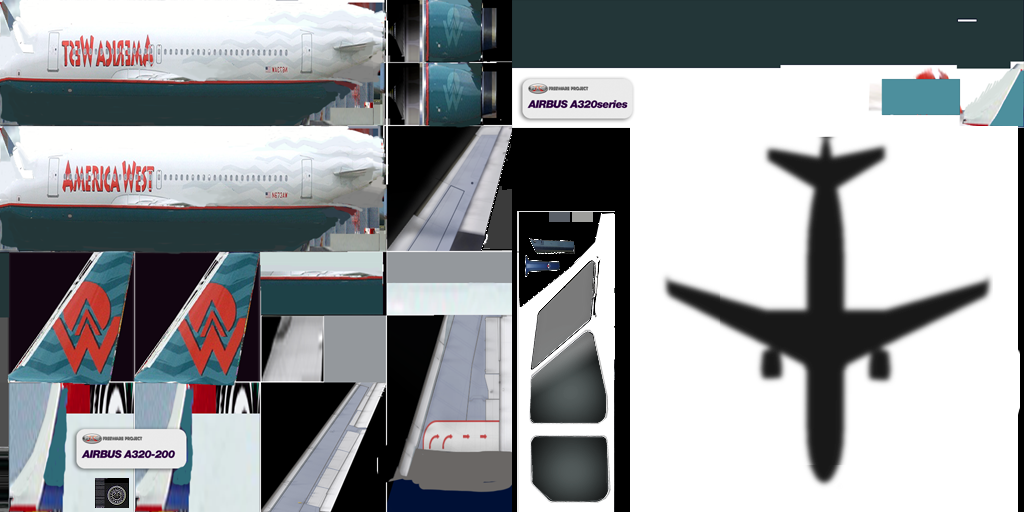 AMERICA WEST
FREEWARE PROJECT
AIRBUS A320series
AMERICA WEST
FREEWARE PROJECT
AIRBUS A320-200